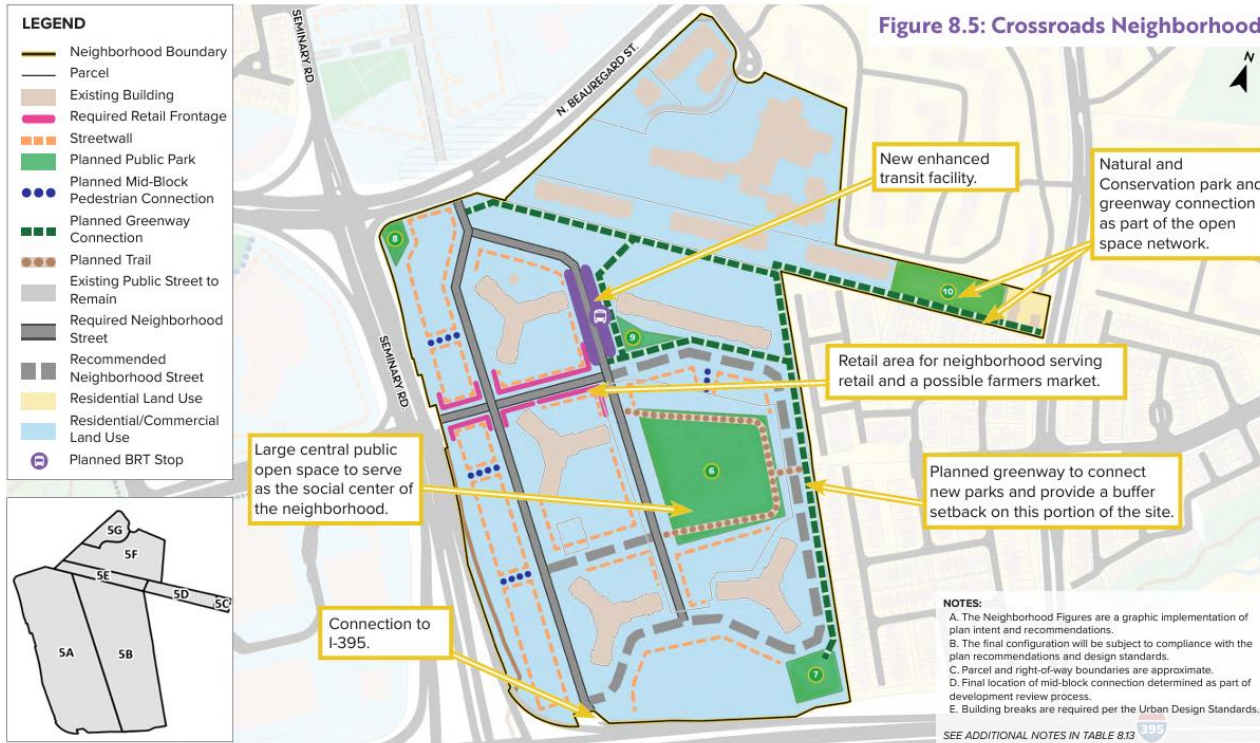 Figure 8.5: Crossroads Neighborhood
LEGEND
Neighborhood Boundary
Parcel
Existing Building
Required Retail Frontage
Streetwall
Planned Public Park
Planned Mid-Block
Pedestrian Connection
Planned Greenway
Connection
Planned Trail
Existing Public Street to
Remain
Required Neighborhood
Street
Recommended
Neighborhood Street
Residential Land Use
Residential/Commercial
Land Use
Planned BRT Stop
5G
5F
5E
5D
5C
5A
5B
SEMINARY RD.
N. BEAUREGARD ST.
SEMINARY RD.
N
New enhanced
transit facility.
Natural and
Conservation park and
greenway connection
as part of the open
space network.
8
10
9
Retail area for neighborhood serving
retail and a possible farmers market.
Large central public
open space to serve
as the social center of
the neighborhood.
6
Planned greenway to connect
new parks and provide a buffer
setback on this portion of the site.
Connection to
I-395.
7
NOTES:
A. The Neighborhood Figures are a graphic implementation of
plan intent and recommendations.
B. The final configuration will be subject to compliance with the
plan recommendations and design standards.
C. Parcel and right-of-way boundaries are approximate.
D. Final location of mid-block connection determined as part of
development review process.
E. Building breaks are required per the Urban Design Standards.
SEE ADDITIONAL NOTES IN TABLE 8.13
395